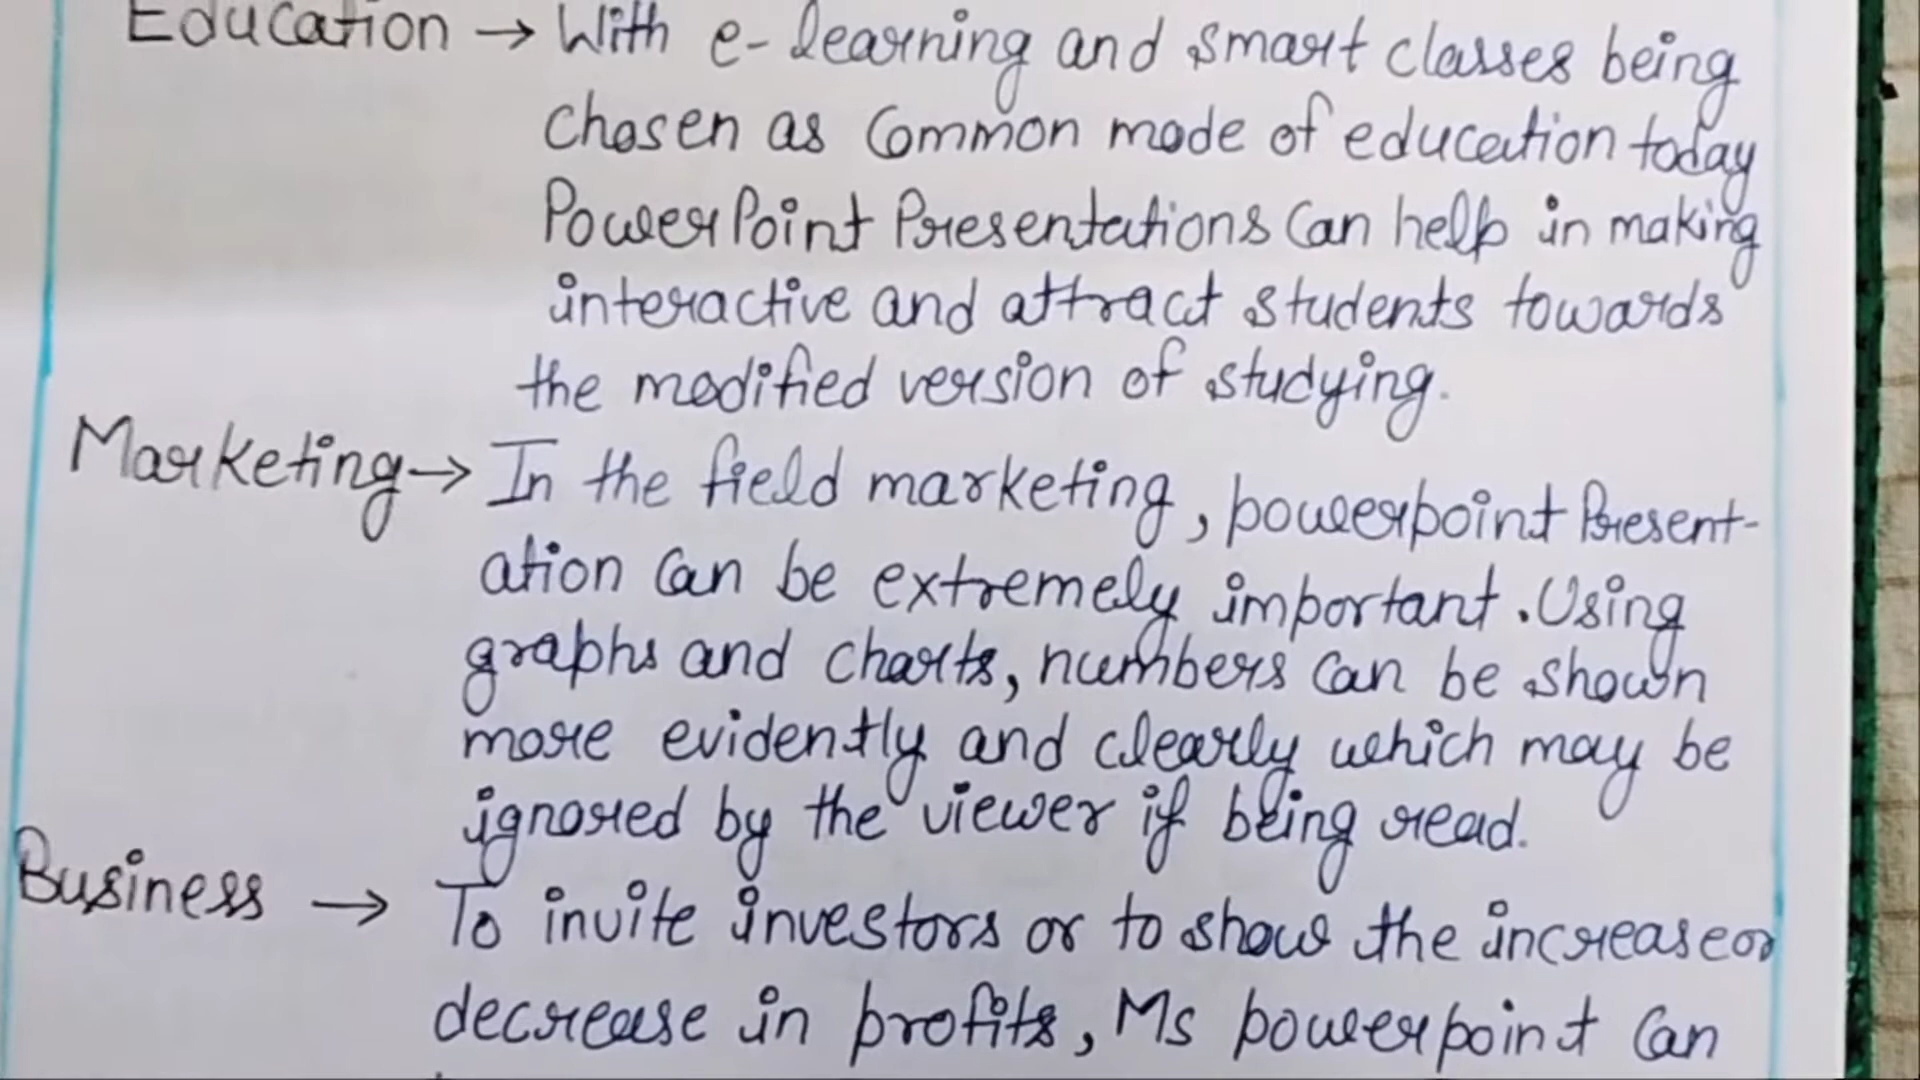 Education → With e-learning and smart classes being
chosen as Common mode of education today
PowerPoint Presentations Can help in making
interactive and attract students towards
the modified version of studying.
Marketing → In the field marketing, powerpoint Present-
ation Can be extremely important. Using
graphs and charts, numbers Can be shown
more evidently and clearly which may be
ignored by the viewer if being read.
Business → To invite investors or to show the increase or
decrease in profits, Ms powerpoint Can